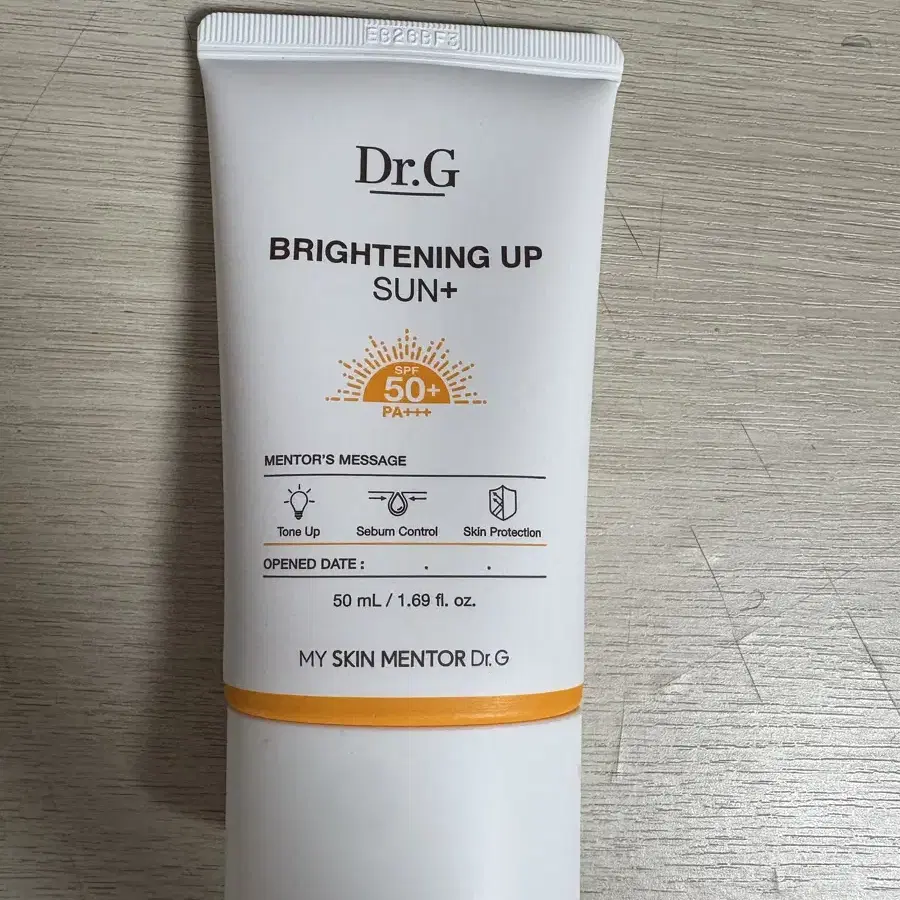 Dr.G
BRIGHTENING UP
SUN+
SPF
50+
PA+++
MENTOR'S MESSAGE
Tone Up Sebum Control Skin Protection
OPENED DATE : . .
50 mL / 1.69 fl. oz.
MY SKIN MENTOR Dr.G